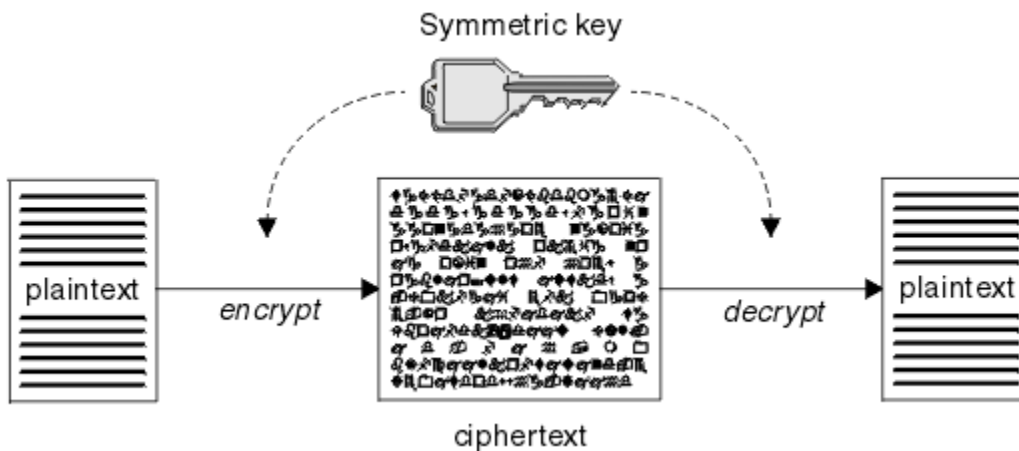 Symmetric key
plaintext
encrypt
decrypt
plaintext
ciphertext